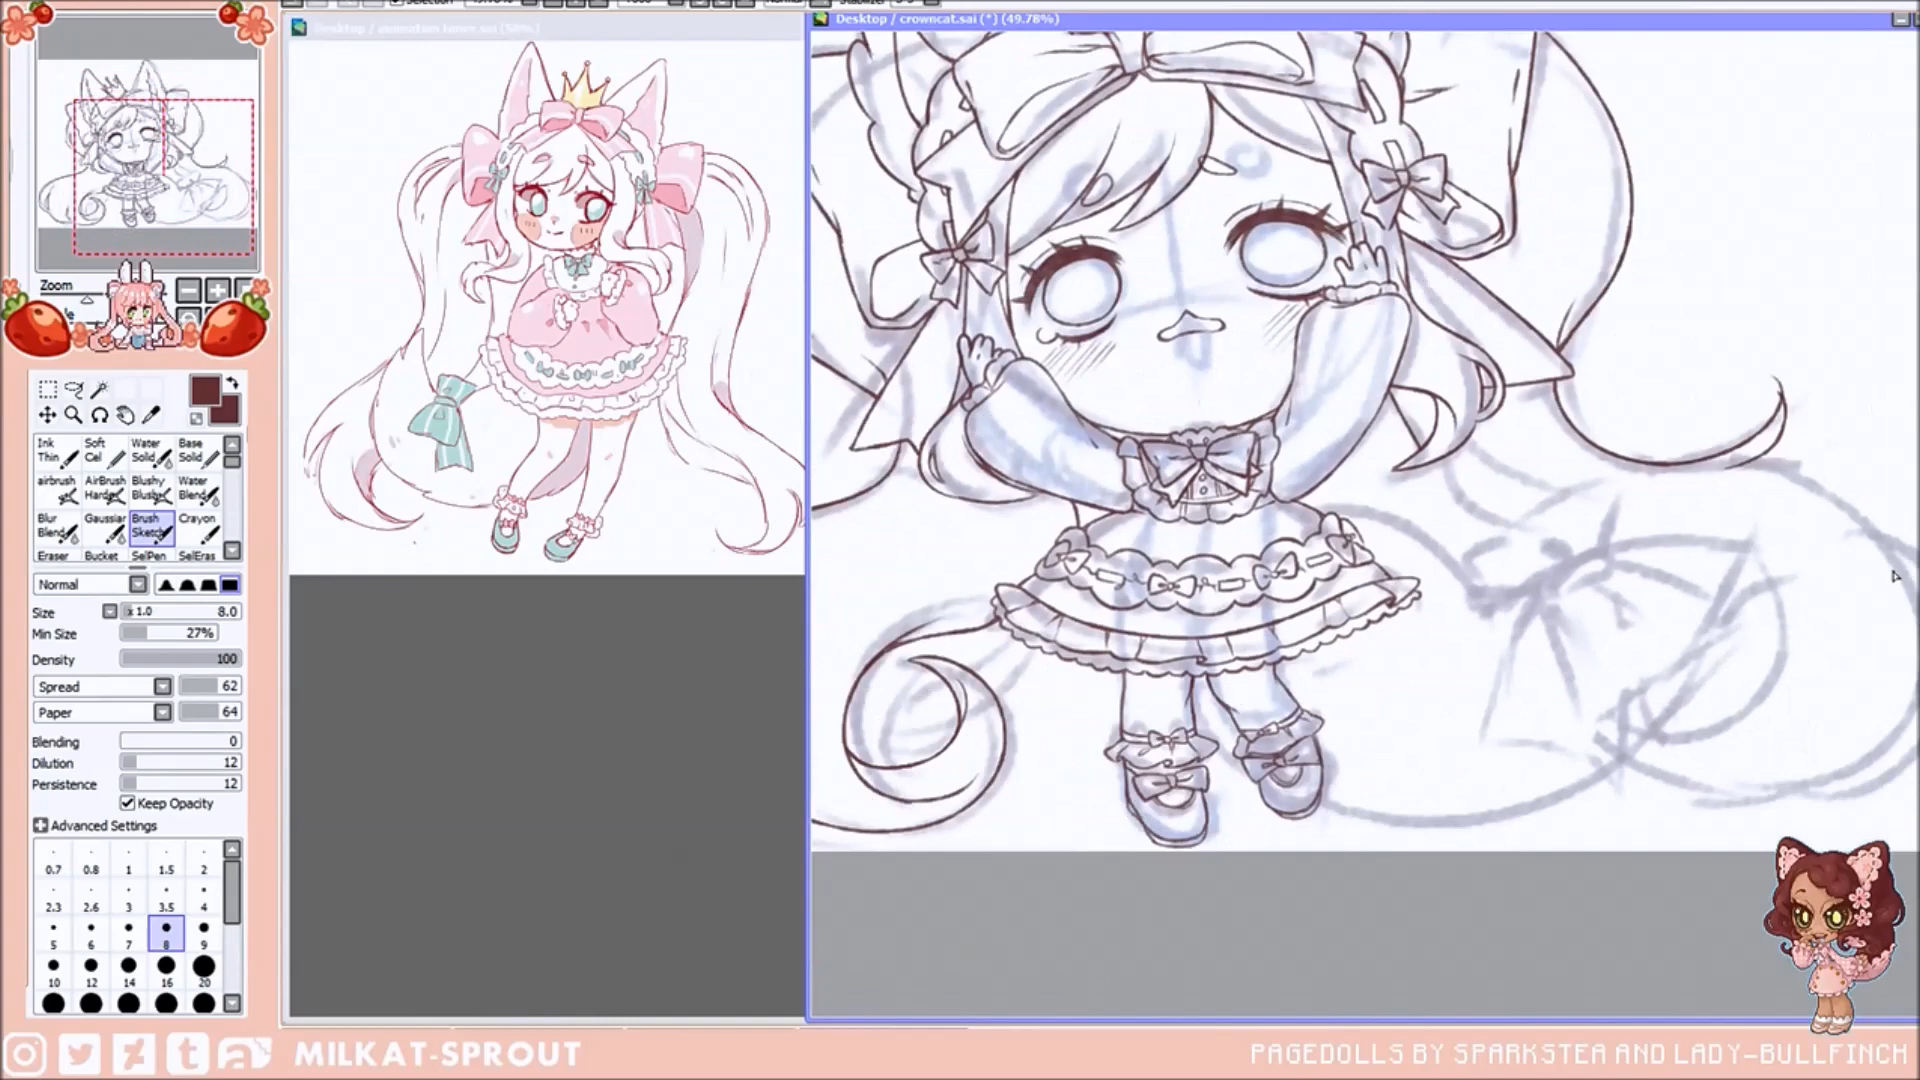 Desktop / crowncat.sai (*) (49.78%)
Zoom
Ink Thin
Soft Cel
Water Solid
Base Solid
airbrush
AirBrush Harde
Blushy Blush
Water Blend
Blur Blend
Gaussiar
Brush Sketch
Crayon
Eraser
Bucket
SelPen
SelEras
Normal
Size x 1.0 8.0
Min Size 27%
Density 100
Spread 62
Paper 64
Blending 0
Dilution 12
Persistence 12
Keep Opacity
Advanced Settings
0.7 0.8 1 1.5 2
2.3 2.6 3 3.5 4
5 6 7 8 9
10 12 14 16 20
MILKAT-SPROUT
PAGEDOLLS BY SPARKSTEA AND LADY-BULLFINCH